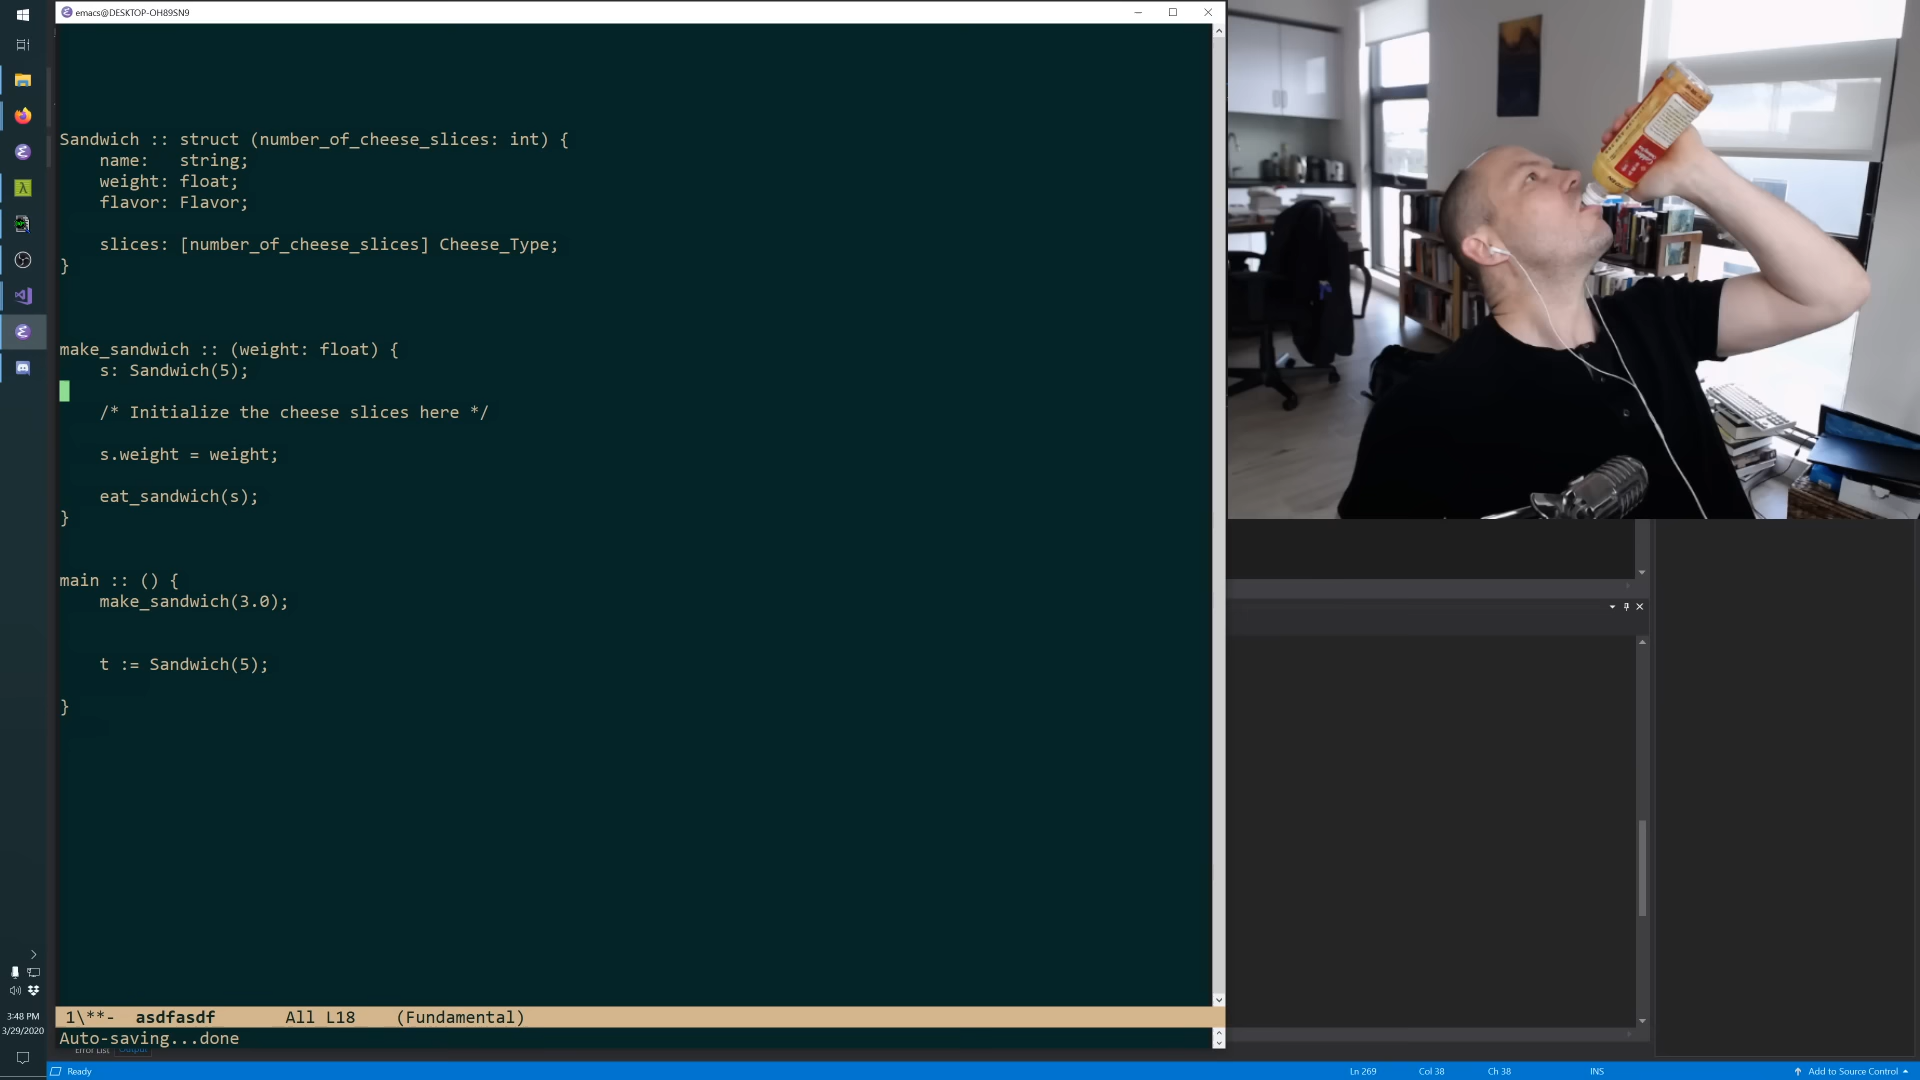 emacs@DESKTOP-OH89SN9
Sandwich :: struct (number_of_cheese_slices: int) {
name:   string;
weight: float;
flavor: Flavor;
slices: [number_of_cheese_slices] Cheese_Type;
}
make_sandwich :: (weight: float) {
s: Sandwich(5);
/* Initialize the cheese slices here */
s.weight = weight;
eat_sandwich(s);
}
main :: () {
make_sandwich(3.0);
t := Sandwich(5);
}
1\**-  asdfasdf       All L18    (Fundamental)
Auto-saving...done
Error List Output
3:48 PM
3/29/2020
Ready
Ln 269
Col 38
Ch 38
INS
Add to Source Control